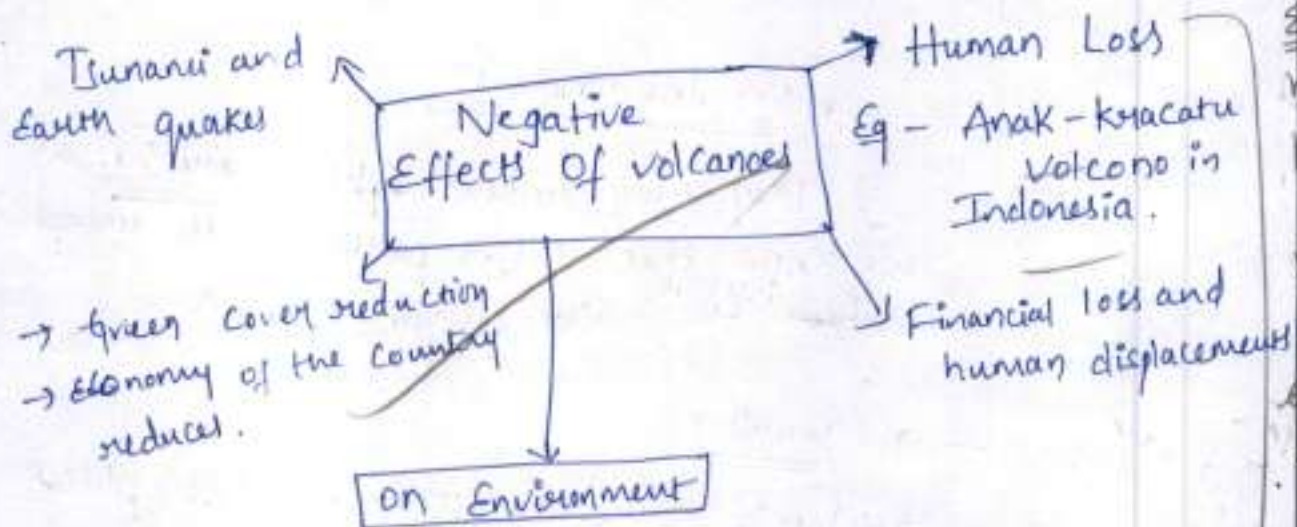 Tsunami and
Earth quakes
Negative
Effects Of volcanoes
Human Loss
Eg - Anak-kracatu
Volcono in
Indonesia.
→ Green Cover reduction
→ Economy of the Country
reduces.
Financial loss and
human displacements
On Environment